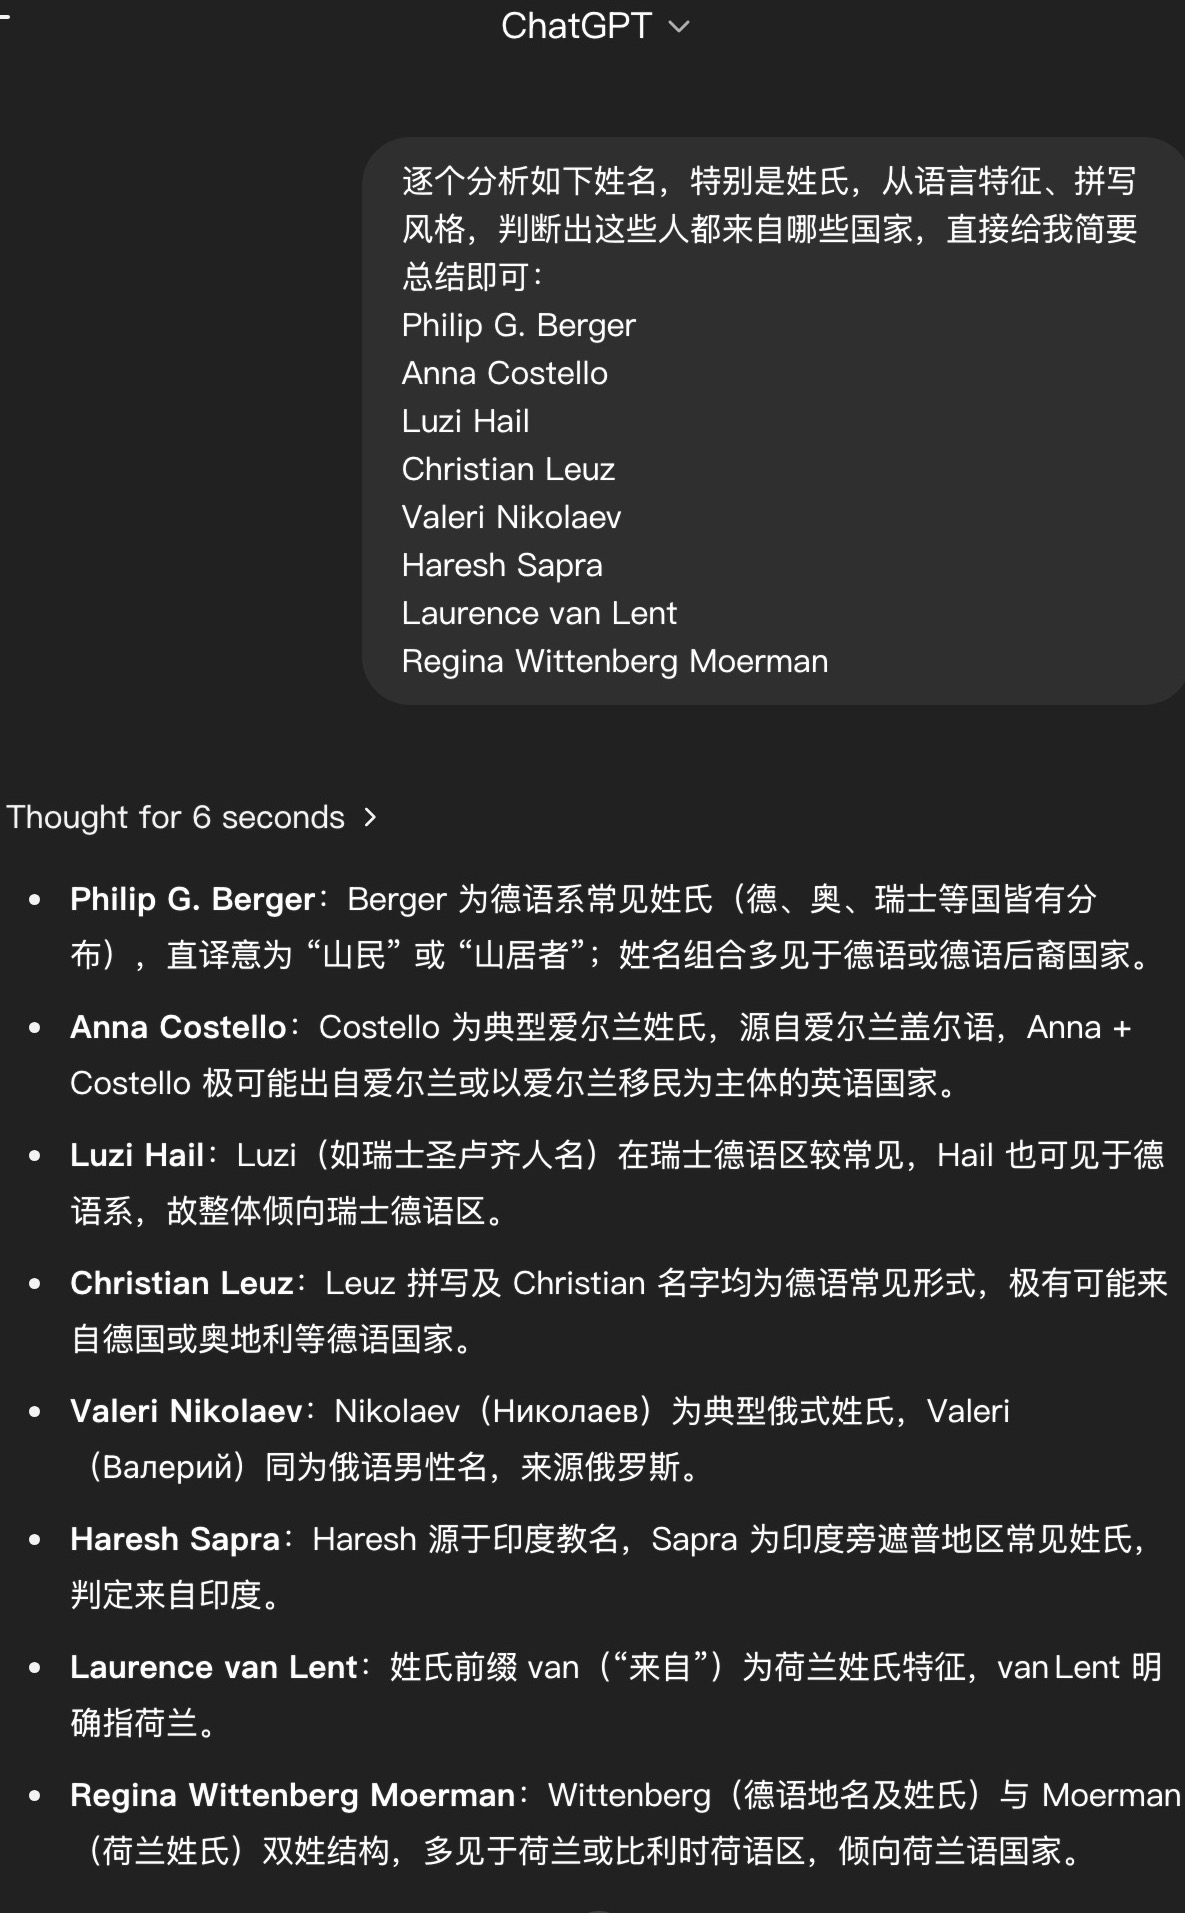 ChatGPT
逐个分析如下姓名，特别是姓氏，从语言特征、拼写
风格，判断出这些人都来自哪些国家，直接给我简要
总结即可：
Philip G. Berger
Anna Costello
Luzi Hail
Christian Leuz
Valeri Nikolaev
Haresh Sapra
Laurence van Lent
Regina Wittenberg Moerman
Thought for 6 seconds >
• Philip G. Berger：Berger 为德语系常见姓氏（德、奥、瑞士等国皆有分
布），直译意为“山民”或“山居者”；姓名组合多见于德语或德语后裔国家。
• Anna Costello：Costello 为典型爱尔兰姓氏，源自爱尔兰盖尔语，Anna +
Costello 极可能出自爱尔兰或以爱尔兰移民为主体的英语国家。
• Luzi Hail：Luzi（如瑞士圣卢齐人名）在瑞士德语区较常见，Hail 也可见于德
语系，故整体倾向瑞士德语区。
• Christian Leuz：Leuz 拼写及 Christian 名字均为德语常见形式，极有可能来
自德国或奥地利等德语国家。
• Valeri Nikolaev：Nikolaev（Николаев）为典型俄式姓氏，Valeri
（Валерий）同为俄语男性名，来源俄罗斯。
• Haresh Sapra：Haresh 源于印度教名，Sapra 为印度旁遮普地区常见姓氏，
判定来自印度。
• Laurence van Lent：姓氏前缀 van（“来自”）为荷兰姓氏特征，van Lent 明
确指荷兰。
• Regina Wittenberg Moerman：Wittenberg（德语地名及姓氏）与 Moerman
（荷兰姓氏）双姓结构，多见于荷兰或比利时荷语区，倾向荷兰语国家。